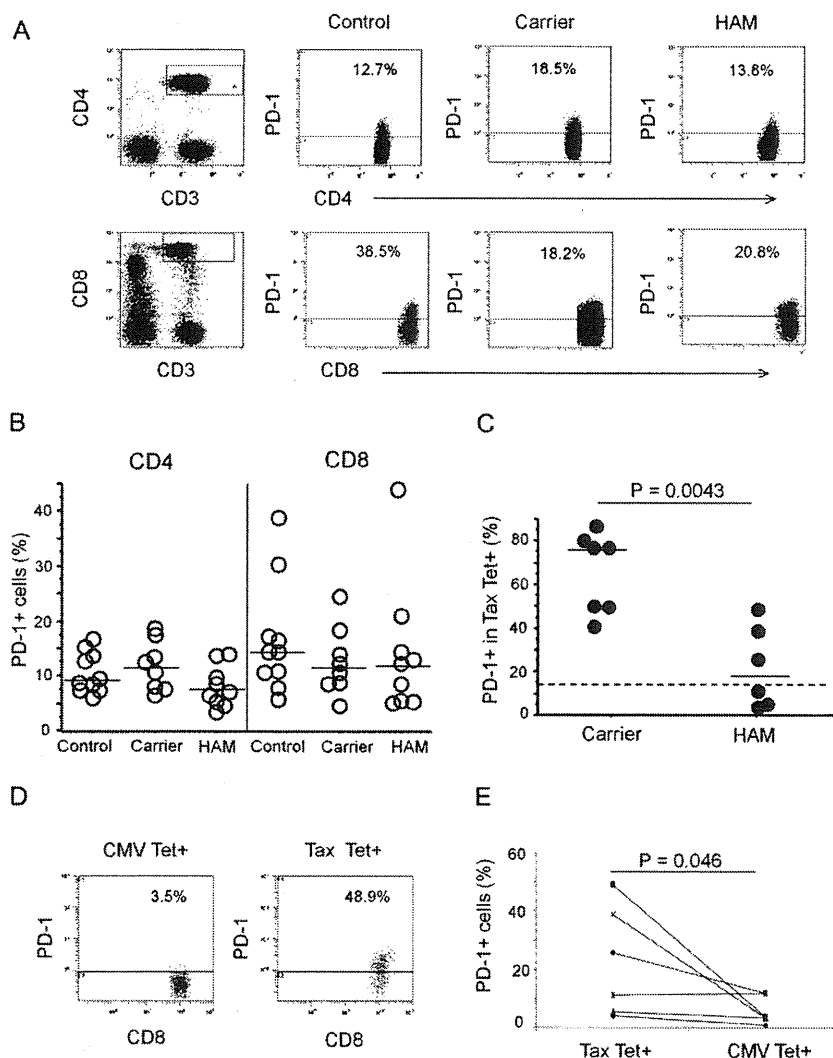 A
Control
Carrier
HAM
CD4
CD3
PD-1
12.7%
PD-1
18.5%
PD-1
13.8%
CD4
CD8
CD3
PD-1
38.5%
PD-1
18.2%
PD-1
20.8%
CD8
B
CD4
CD8
PD-1+ cells (%)
40
30
20
10
0
Control
Carrier
HAM
Control
Carrier
HAM
C
P = 0.0043
PD-1+ in Tax Tet+ (%)
80
60
40
20
0
Carrier
HAM
D
CMV Tet+
Tax Tet+
PD-1
3.5%
CD8
PD-1
48.9%
CD8
E
P = 0.046
PD-1+ cells (%)
60
40
20
0
Tax Tet+
CMV Tet+